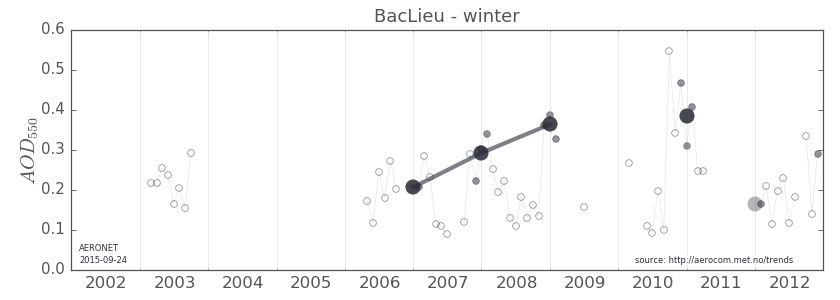 BacLieu - winter
0.6
0.5
0.4
0.3
0.2
0.1
0.0
AOD550
AERONET
2015-09-24
source: http://aerocom.met.no/trends
2002 2003 2004 2005 2006 2007 2008 2009 2010 2011 2012